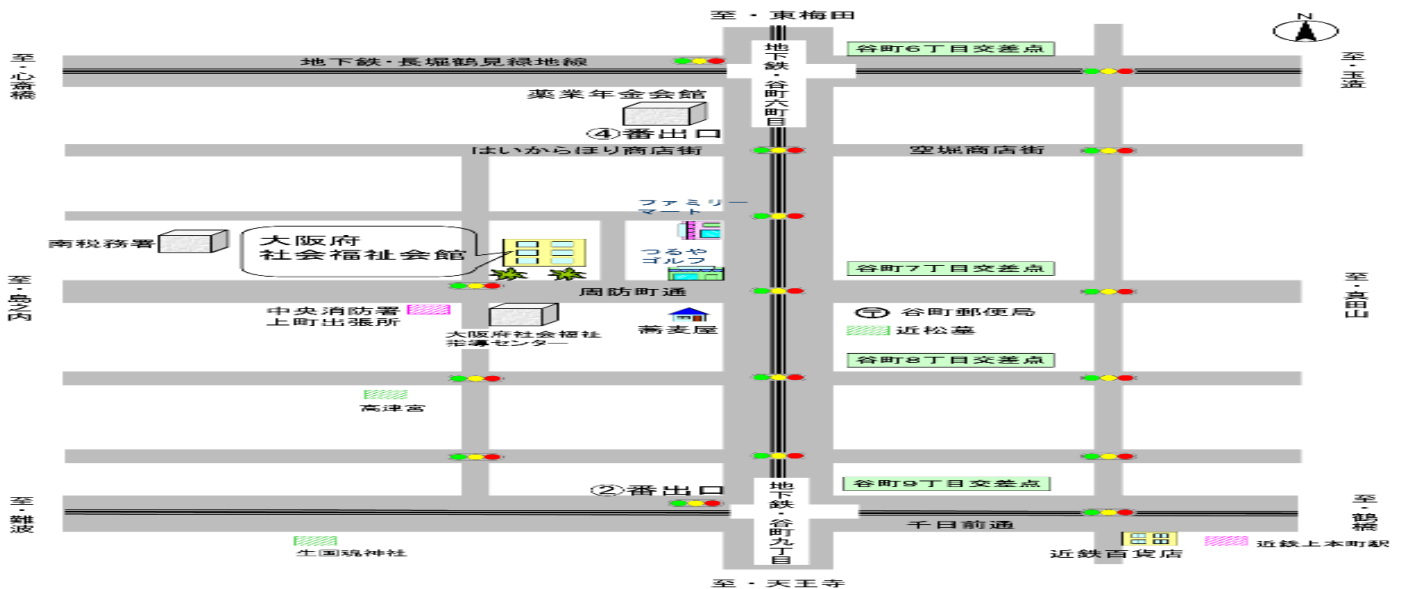 至・東梅田
N
谷町6丁目交差点
至・心斎橋
地下鉄・長堀鶴見緑地線
地下鉄・谷町六町目
至・玉造
薬業年金会館
④番出口
はいからほり商店街
空堀商店街
ファミリー
マート
南税務署
大阪府
社会福祉会館
つるや
ゴルフ
谷町7丁目交差点
至・島之内
周防町通
至・真田山
中央消防署
上町出張所
大阪府社会福祉
指導センター
蕎麦屋
〒 谷町郵便局
近松墓
谷町8丁目交差点
高津宮
②番出口
谷町9丁目交差点
至・難波
地下鉄・谷町九丁目
千日前通
至・鶴橋
生国魂神社
近鉄百貨店
近鉄上本町駅
至・天王寺